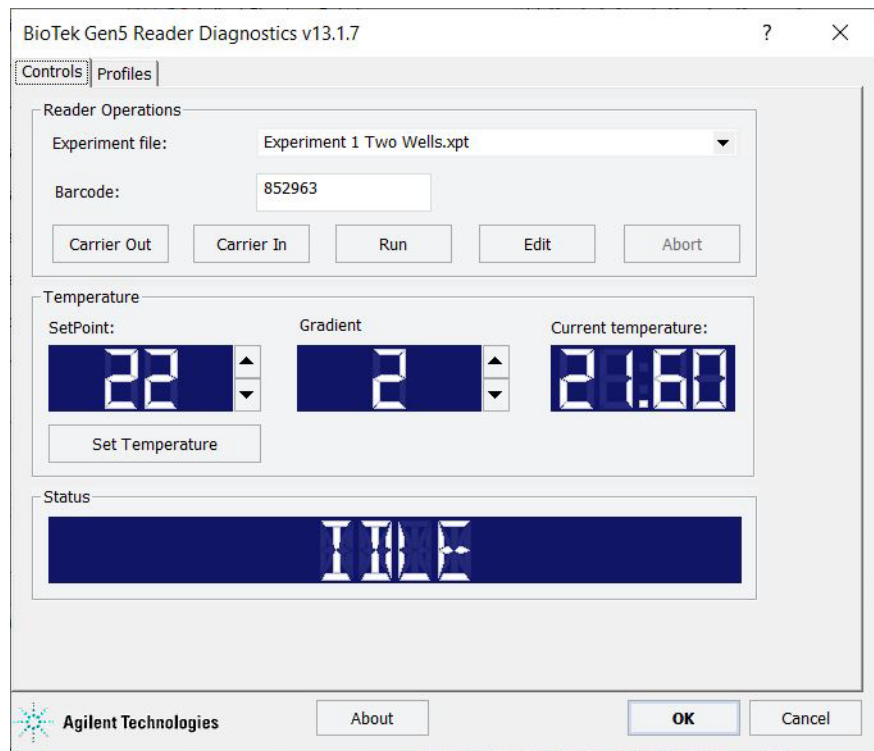 BioTek Gen5 Reader Diagnostics v13.1.7 ?
Controls Profiles
Reader Operations
Experiment file: Experiment 1 Two Wells.xpt
Barcode: 852963
Carrier Out Carrier In Run Edit Abort
Temperature
SetPoint: Gradient Current temperature:
22 2 21:60
Set Temperature
Status
IDLE
Agilent Technologies About OK Cancel